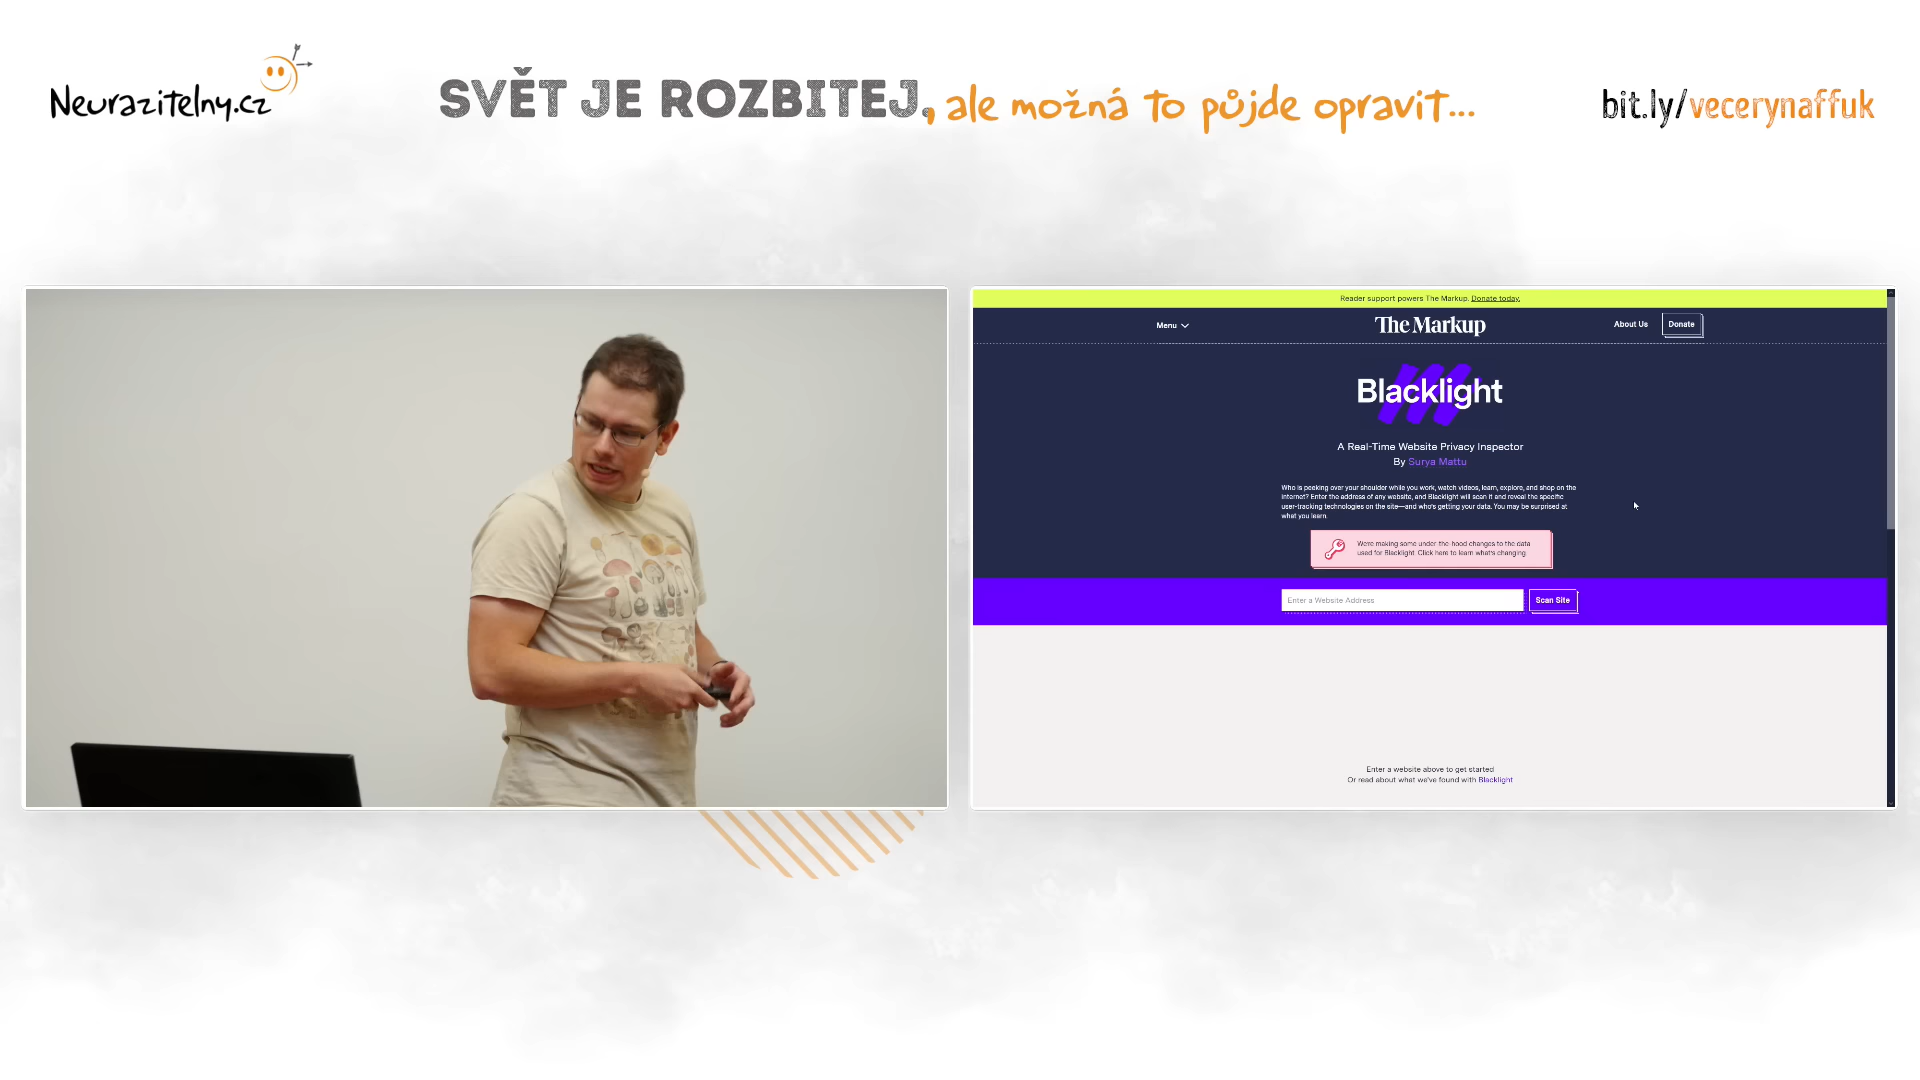 Neurazitelny.cz
SVĚT JE ROZBITEJ, ale možná to půjde opravit...
bit.ly/vecerynaffuk
Reader support powers The Markup. Donate today.
Menu
The Markup
About Us
Donate
Blacklight
A Real-Time Website Privacy Inspector
By Surya Mattu
Who is peeking over your shoulder while you work, watch videos, learn, explore, and shop on the
internet? Enter the address of any website, and Blacklight will scan it and reveal the specific
user-tracking technologies on the site—and who's getting your data. You may be surprised at
what you learn.
We're making some under-the-hood changes to the data
used for Blacklight. Click here to learn what's changing.
Enter a Website Address
Scan Site
Enter a website above to get started
Or read about what we've found with Blacklight